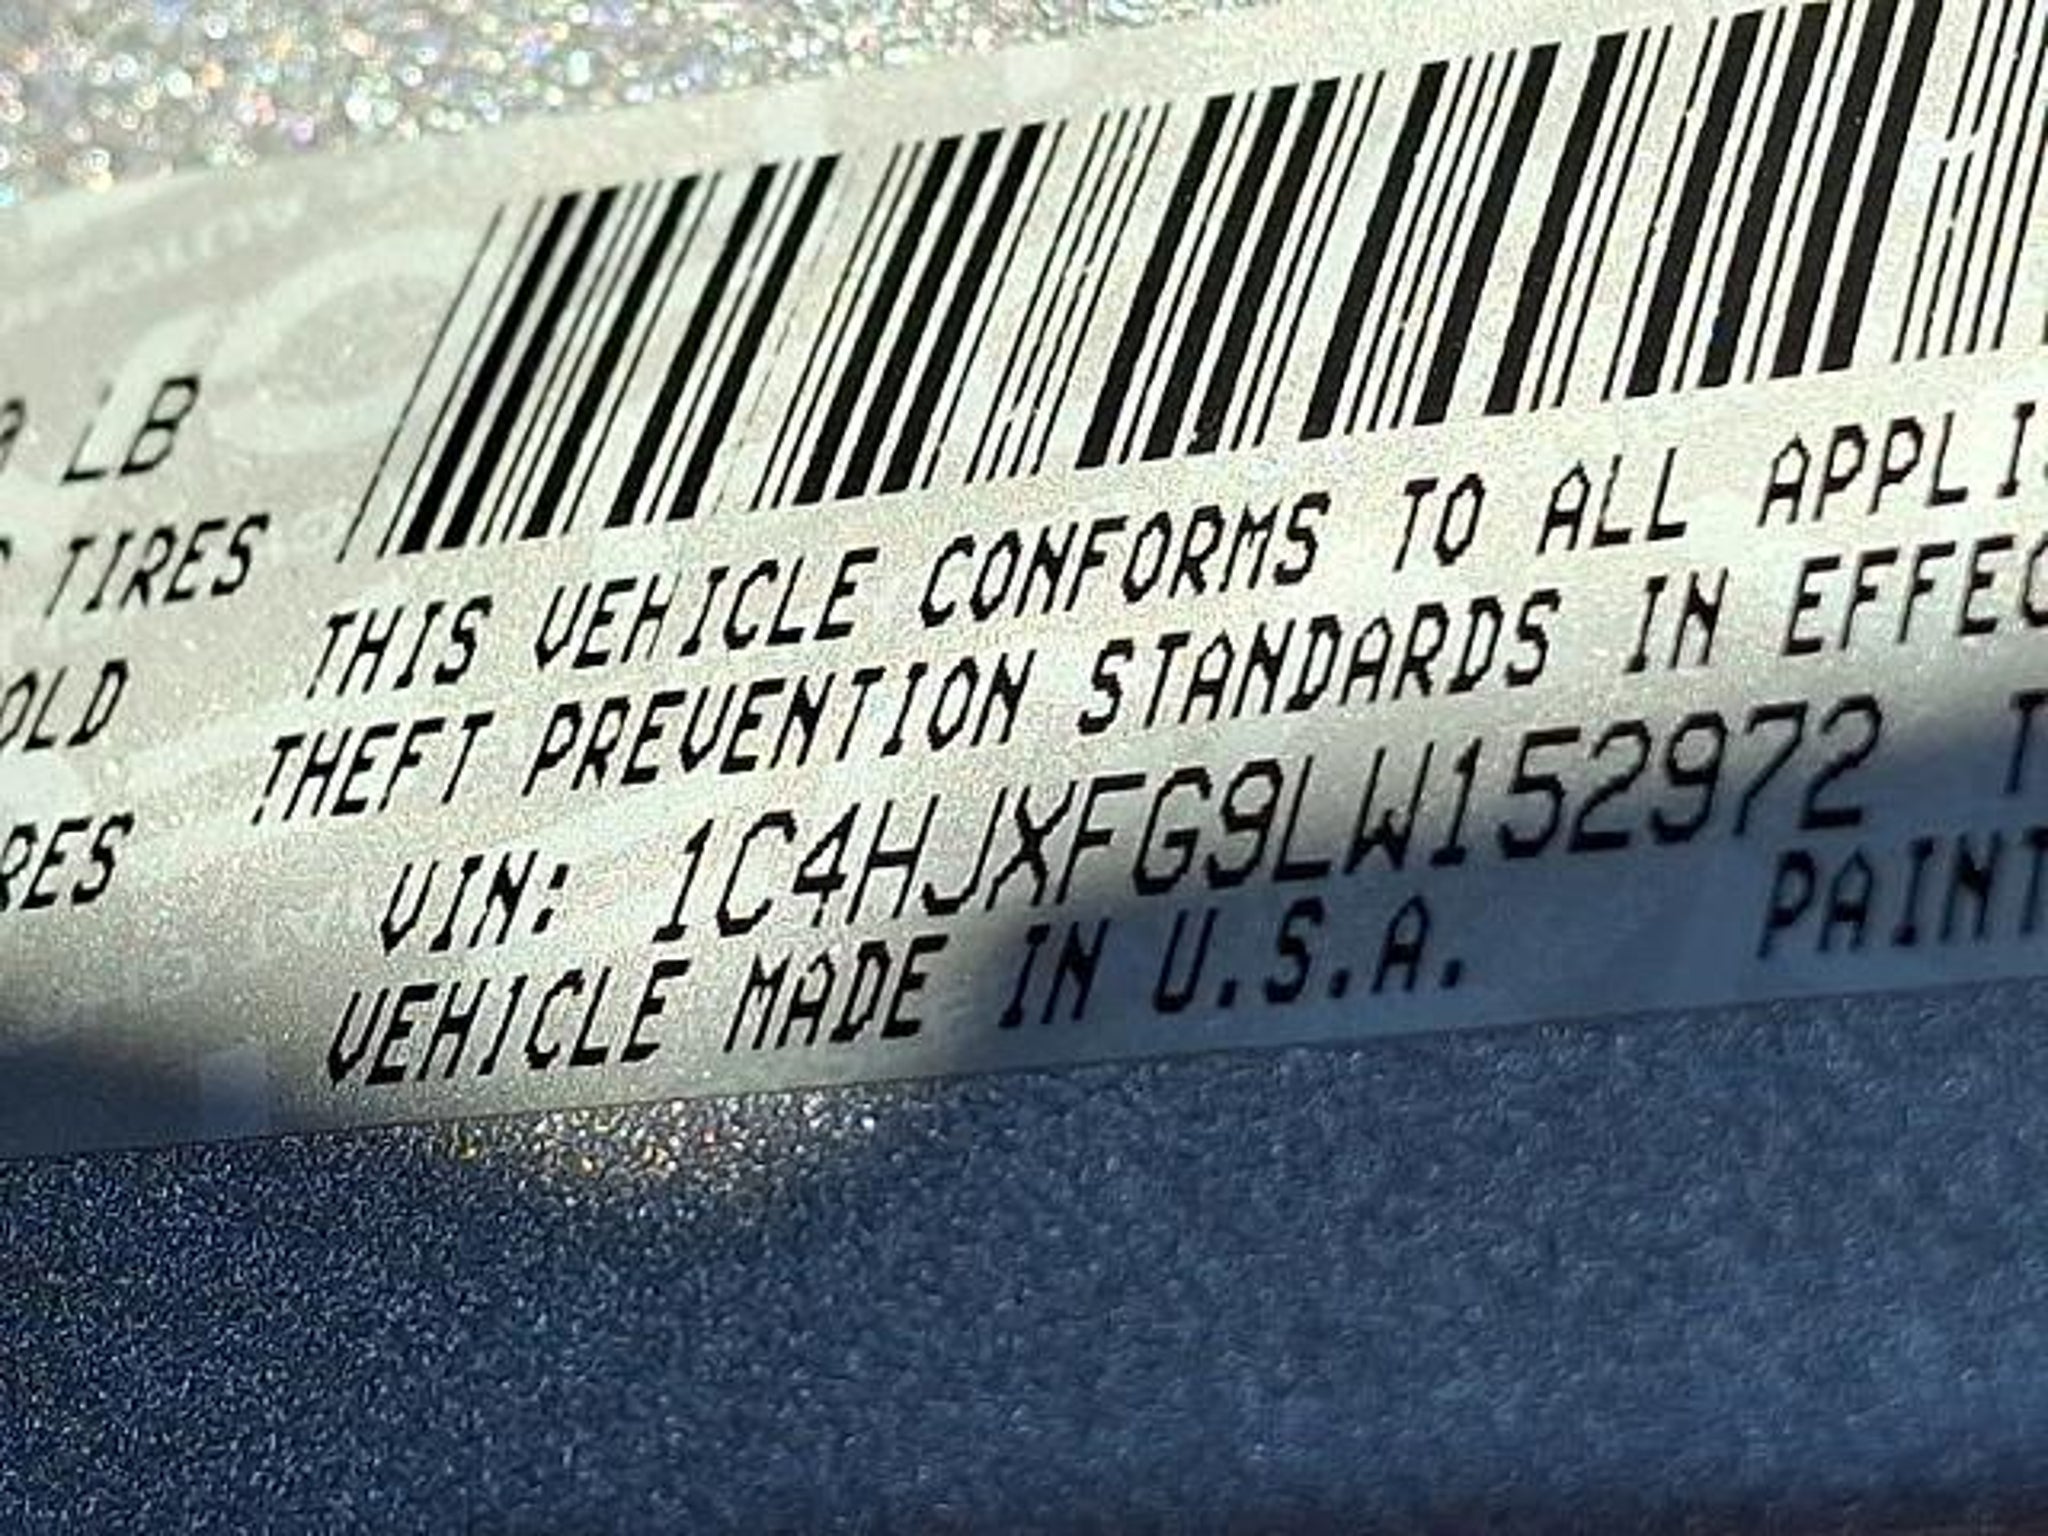 LB
TIRES
OLD
RES
THIS VEHICLE CONFORMS TO ALL APPLI
THEFT PREVENTION STANDARDS IN EFFEC
VIN: 1C4HJXFG9LW152972 T
VEHICLE MADE IN U.S.A. PAINT